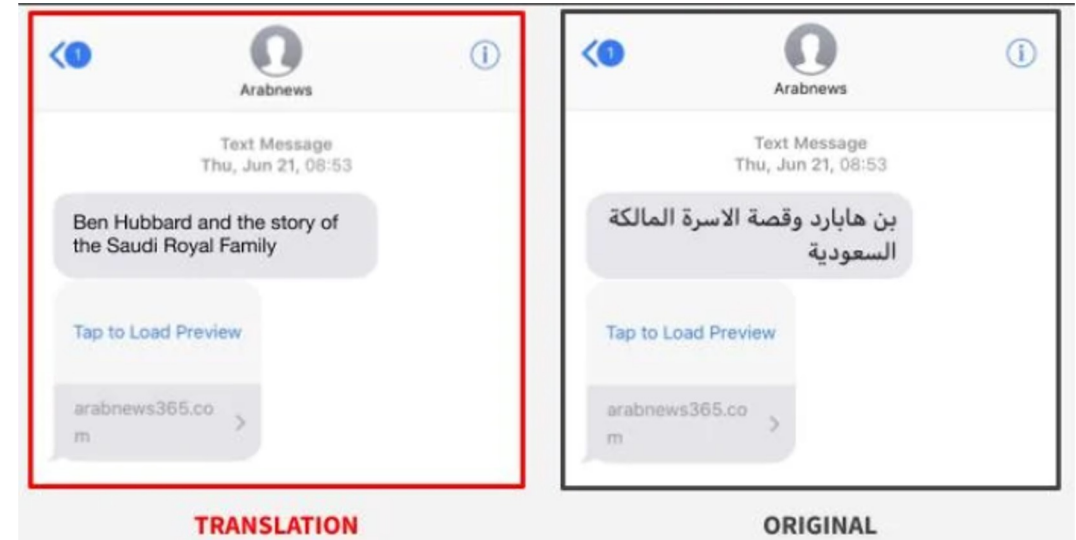 1
Arabnews
Text Message
Thu, Jun 21, 08:53
Ben Hubbard and the story of
the Saudi Royal Family
Tap to Load Preview
arabnews365.co
m
TRANSLATION
1
Arabnews
Text Message
Thu, Jun 21, 08:53
بن هابارد وقصة الاسرة المالكة
السعودية
Tap to Load Preview
arabnews365.co
m
ORIGINAL